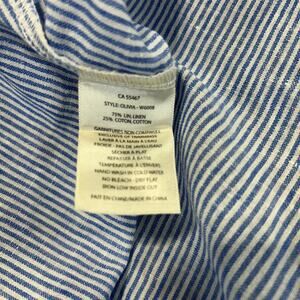 CA 55467
STYLE: OLIVIA - W6008
75% LIN, LINEN
25% COTON, COTTON
GARNITURES NON-COMPRISES
EXCLUSIVE OF TRIMMINGS
LAVER À LA MAIN À L'EAU
FROIDE - PAS DE JAVELLISANT
SÉCHER À PLAT
REPASSER À BASSE
TEMPÉRATURE À L'ENVERS
HAND WASH IN COLD WATER
NO BLEACH - DRY FLAT
IRON LOW INSIDE OUT
FAIT EN CHINE/MADE IN CHINA